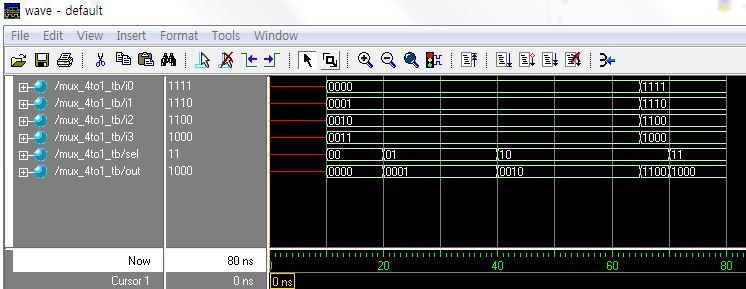 wave - default
File Edit View Insert Format Tools Window
/mux_4to1_tb/i0 1111 0000 1111
/mux_4to1_tb/i1 1110 0001 1110
/mux_4to1_tb/i2 1100 0010 1100
/mux_4to1_tb/i3 1000 0011 1000
/mux_4to1_tb/sel 11 00 01 10 11
/mux_4to1_tb/out 1000 0000 0001 0010 1100 1000
Now 80 ns 20 40 60 80
Cursor 1 0 ns 0 ns